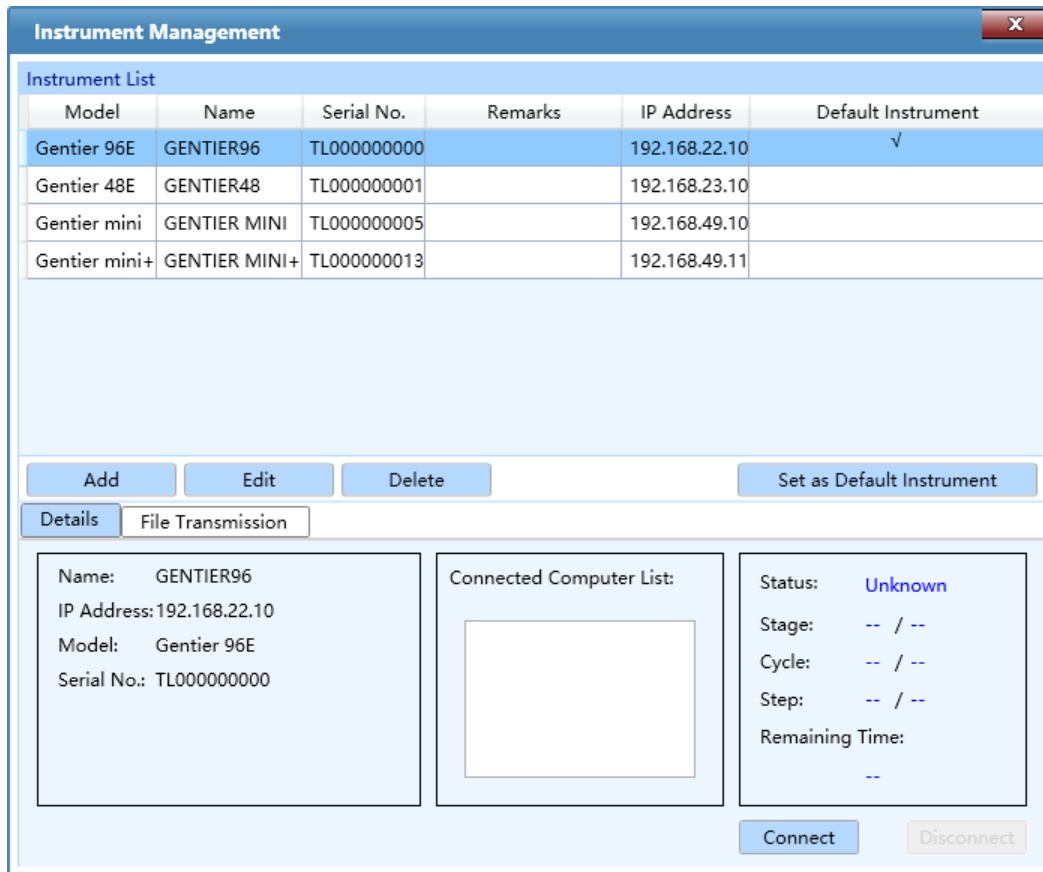 Instrument Management
x
Instrument List
Model Name Serial No. Remarks IP Address Default Instrument
Gentier 96E GENTIER96 TL000000000 192.168.22.10 √
Gentier 48E GENTIER48 TL000000001 192.168.23.10
Gentier mini GENTIER MINI TL000000005 192.168.49.10
Gentier mini+ GENTIER MINI+ TL000000013 192.168.49.11
Add Edit Delete Set as Default Instrument
Details File Transmission
Name: GENTIER96
IP Address:192.168.22.10
Model: Gentier 96E
Serial No.: TL000000000
Connected Computer List:
Status: Unknown
Stage: -- / --
Cycle: -- / --
Step: -- / --
Remaining Time:
--
Connect Disconnect